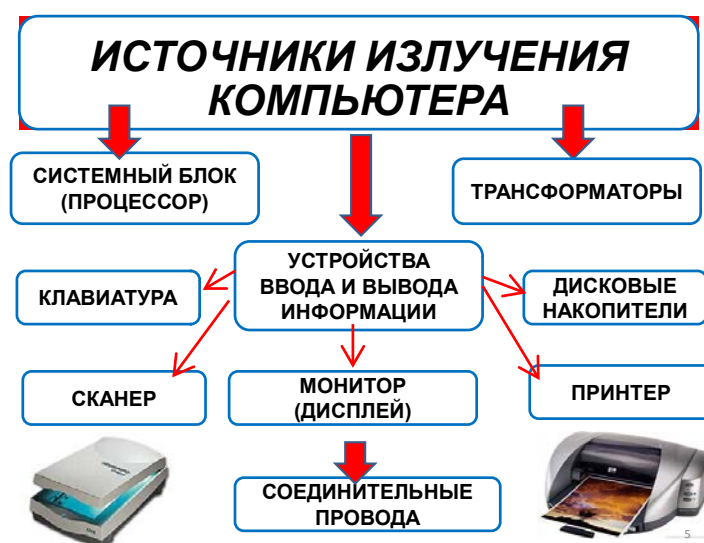 ИСТОЧНИКИ ИЗЛУЧЕНИЯ
КОМПЬЮТЕРА
СИСТЕМНЫЙ БЛОК
(ПРОЦЕССОР)
ТРАНСФОРМАТОРЫ
УСТРОЙСТВА
ВВОДА И ВЫВОДА
ИНФОРМАЦИИ
КЛАВИАТУРА
ДИСКОВЫЕ
НАКОПИТЕЛИ
СКАНЕР
МОНИТОР
(ДИСПЛЕЙ)
ПРИНТЕР
СОЕДИНИТЕЛЬНЫЕ
ПРОВОДА
5